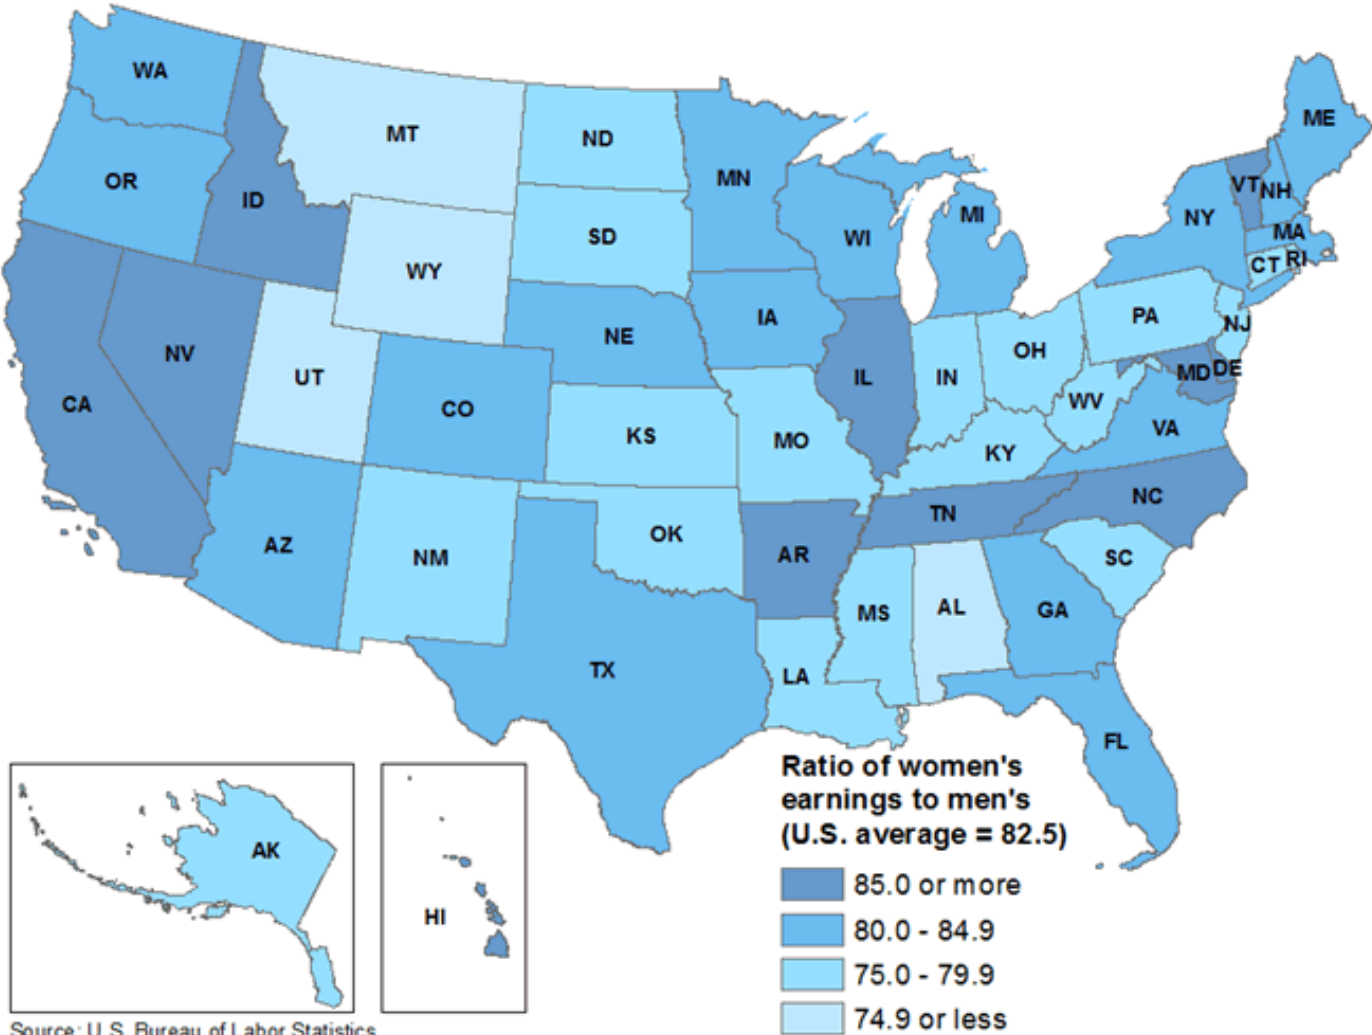 WA
MT
ND
MN
ME
OR
ID
SD
WI
MI
NY
VT
NH
MA
CT
RI
WY
NV
UT
CO
NE
IA
IL
IN
OH
PA
NJ
MD
DE
WV
VA
CA
KS
MO
KY
AZ
NM
OK
AR
TN
NC
SC
TX
LA
MS
AL
GA
FL
AK
HI
Ratio of women's
earnings to men's
(U.S. average = 82.5)
85.0 or more
80.0 - 84.9
75.0 - 79.9
74.9 or less
Source: U.S. Bureau of Labor Statistics